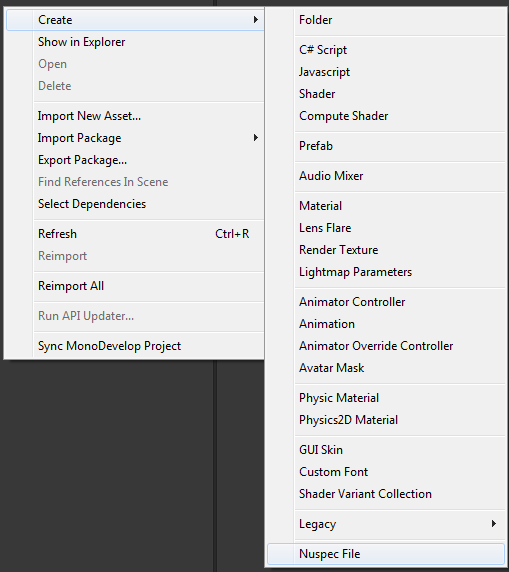 Create
Show in Explorer
Open
Delete
Import New Asset...
Import Package
Export Package...
Find References In Scene
Select Dependencies
Refresh Ctrl+R
Reimport
Reimport All
Run API Updater...
Sync MonoDevelop Project
Folder
C# Script
Javascript
Shader
Compute Shader
Prefab
Audio Mixer
Material
Lens Flare
Render Texture
Lightmap Parameters
Animator Controller
Animation
Animator Override Controller
Avatar Mask
Physic Material
Physics2D Material
GUI Skin
Custom Font
Shader Variant Collection
Legacy
Nuspec File